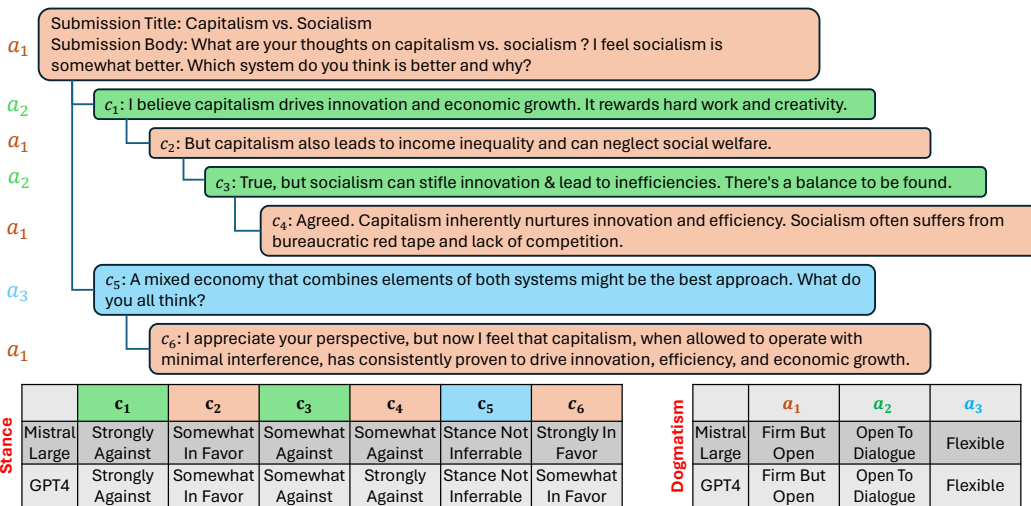 a₁
Submission Title: Capitalism vs. Socialism
Submission Body: What are your thoughts on capitalism vs. socialism ? I feel socialism is
somewhat better. Which system do you think is better and why?
a₂
c₁: I believe capitalism drives innovation and economic growth. It rewards hard work and creativity.
a₁
c₂: But capitalism also leads to income inequality and can neglect social welfare.
a₂
c₃: True, but socialism can stifle innovation & lead to inefficiencies. There's a balance to be found.
a₁
c₄: Agreed. Capitalism inherently nurtures innovation and efficiency. Socialism often suffers from
bureaucratic red tape and lack of competition.
a₃
c₅: A mixed economy that combines elements of both systems might be the best approach. What do
you all think?
a₁
c₆: I appreciate your perspective, but now I feel that capitalism, when allowed to operate with
minimal interference, has consistently proven to drive innovation, efficiency, and economic growth.
Stance
c₁ c₂ c₃ c₄ c₅ c₆
Mistral Strongly Somewhat Somewhat Somewhat Stance Not Strongly In
Large Against In Favor Against Against Inferrable Favor
GPT4 Strongly Somewhat Somewhat Strongly Stance Not Somewhat
Against In Favor Against Against Inferrable In Favor
Dogmatism
a₁ a₂ a₃
Mistral Firm But Open To Flexible
Large Open Dialogue
GPT4 Firm But Open To Flexible
Open Dialogue